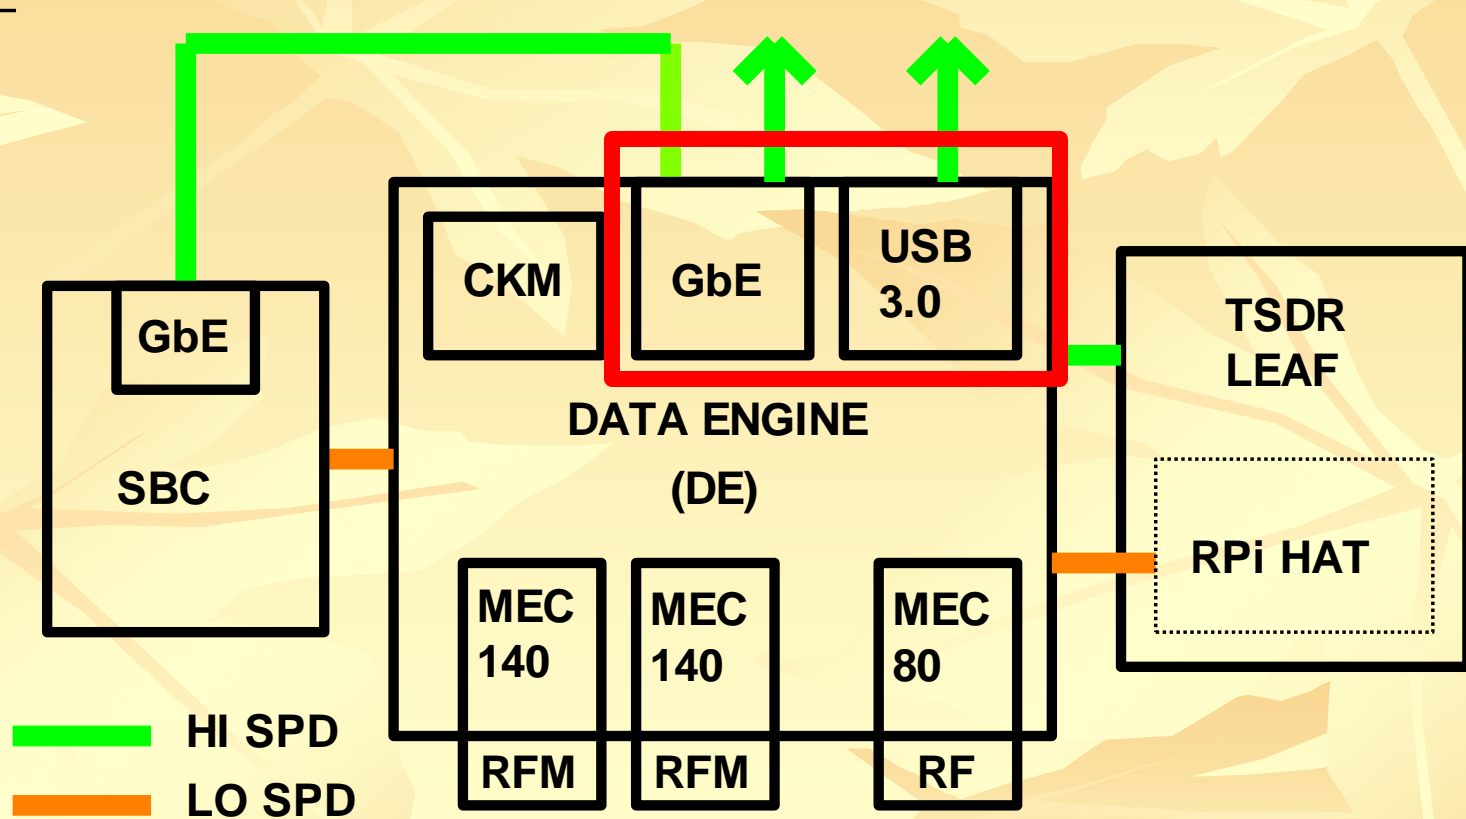 CKM
GbE
USB
3.0
GbE
SBC
DATA ENGINE
(DE)
TSDR
LEAF
RPi HAT
MEC
140
MEC
140
MEC
80
RFM
RFM
RF
HI SPD
LO SPD